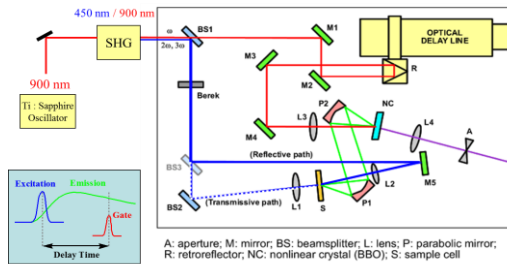 450 nm / 900 nm
SHG
900 nm
Ti : Sapphire
Oscillator
ω
2ω, 3ω
BS1
M1
OPTICAL
DELAY LINE
M3
M2
R
Berek
P2
NC
L3
L4
A
M4
(Reflective path)
BS3
M5
L2
(Transmissive path)
L1
S
P1
BS2
Excitation
Emission
Gate
Delay Time
A: aperture; M: mirror; BS: beamsplitter; L: lens; P: parabolic mirror;
R: retroreflector; NC: nonlinear crystal (BBO); S: sample cell